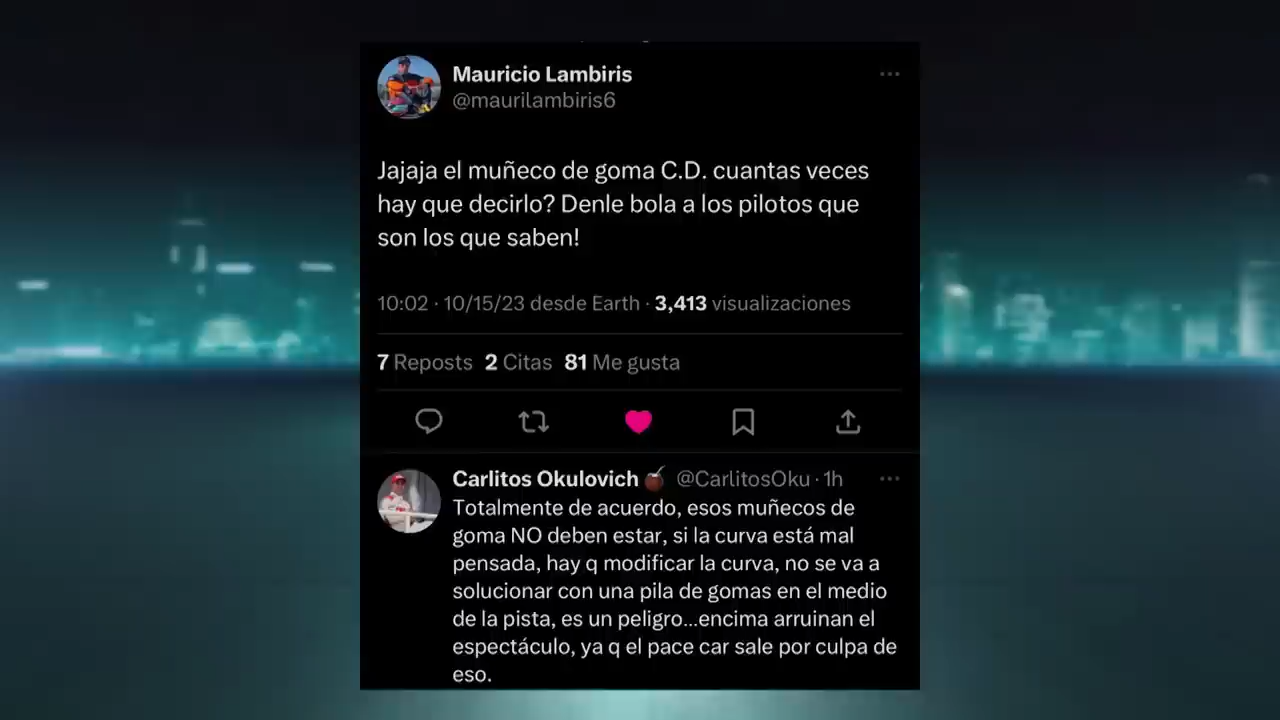 Mauricio Lambiris
@maurilambiris6
Jajaja el muñeco de goma C.D. cuantas veces
hay que decirlo? Denle bola a los pilotos que
son los que saben!
10:02 · 10/15/23 desde Earth · 3,413 visualizaciones
7 Reposts 2 Citas 81 Me gusta
Carlitos Okulovich 🧉 @CarlitosOku · 1h
Totalmente de acuerdo, esos muñecos de
goma NO deben estar, si la curva está mal
pensada, hay q modificar la curva, no se va a
solucionar con una pila de gomas en el medio
de la pista, es un peligro...encima arruinan el
espectáculo, ya q el pace car sale por culpa de
eso.